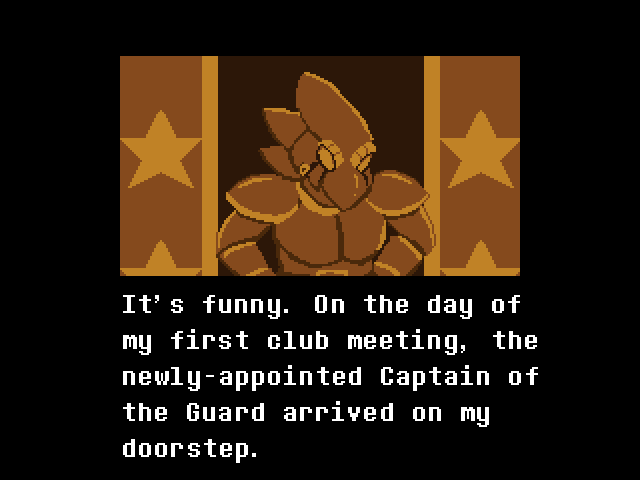 It's funny. On the day of
my first club meeting, the
newly-appointed Captain of
the Guard arrived on my
doorstep.